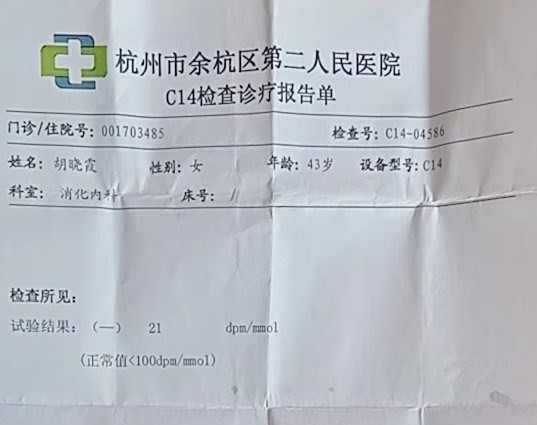 杭州市余杭区第二人民医院
C14检查诊疗报告单
门诊/住院号: 001703485 检查号: C14-04586
姓名: 胡晓霞 性别: 女 年龄: 43岁 设备型号: C14
科室: 消化内科 床号: /
检查所见:
试验结果: (—) 21 dpm/mmol
(正常值<100dpm/mmol)